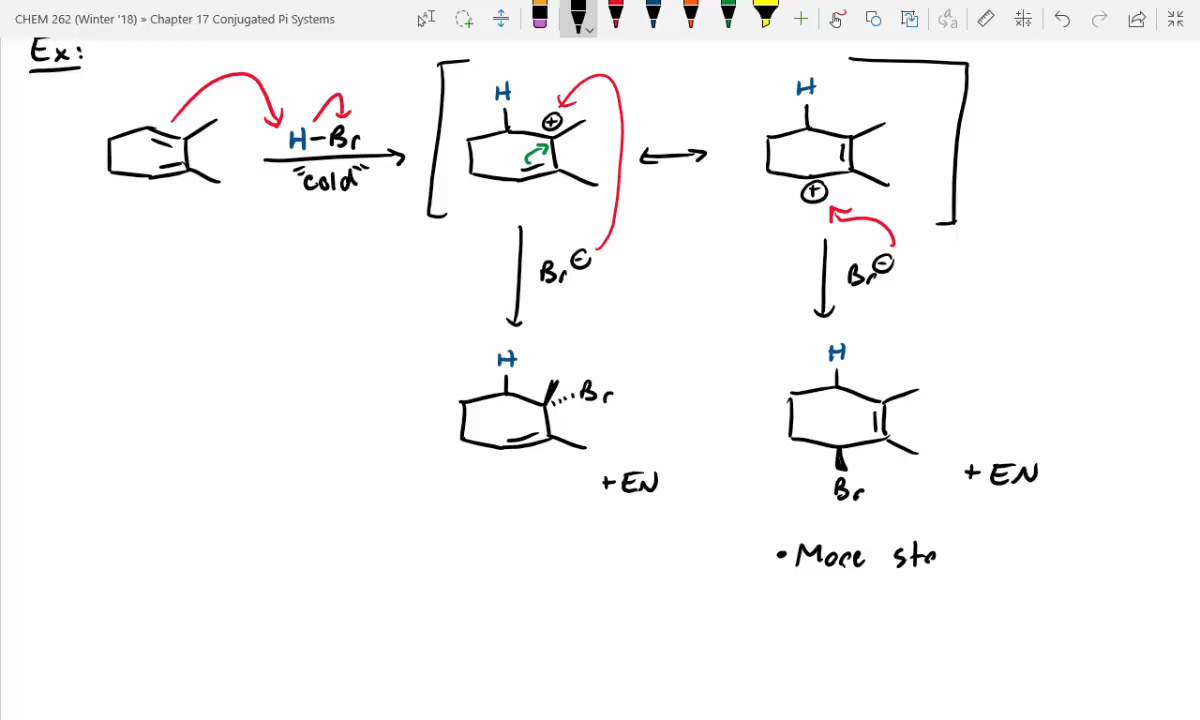 CHEM 262 (Winter '18) » Chapter 17 Conjugated Pi Systems
Ex:
H
⊕
H
H–Br
"cold"
⊕
Br⊖
Br⊖
H
H
Br
+ EN
+ EN
Br
• More sta